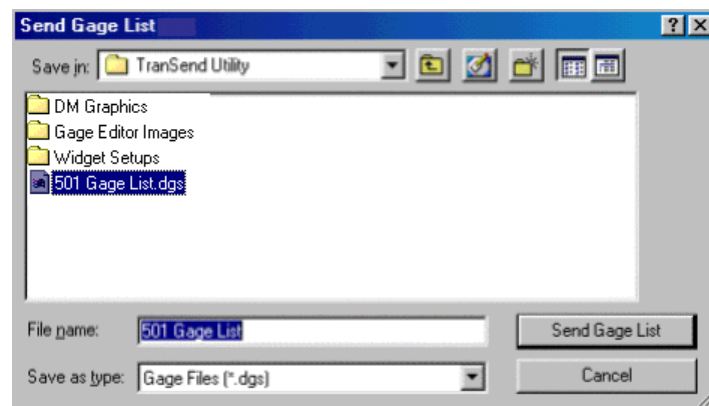 Send Gage List
Save in: TranSend Utility
DM Graphics
Gage Editor Images
Widget Setups
501 Gage List.dgs
File name: 501 Gage List Send Gage List
Save as type: Gage Files (*.dgs) Cancel